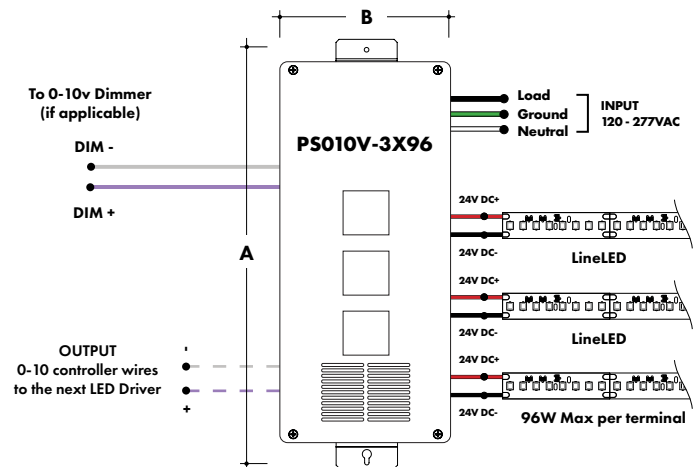 B
To 0-10v Dimmer
(if applicable)
DIM -
DIM +
A
PS010V-3X96
Load
Ground
Neutral
INPUT
120 - 277VAC
24V DC+
24V DC-
LineLED
24V DC+
24V DC-
LineLED
24V DC+
24V DC-
96W Max per terminal
OUTPUT
0-10 controller wires
to the next LED Driver
-
+